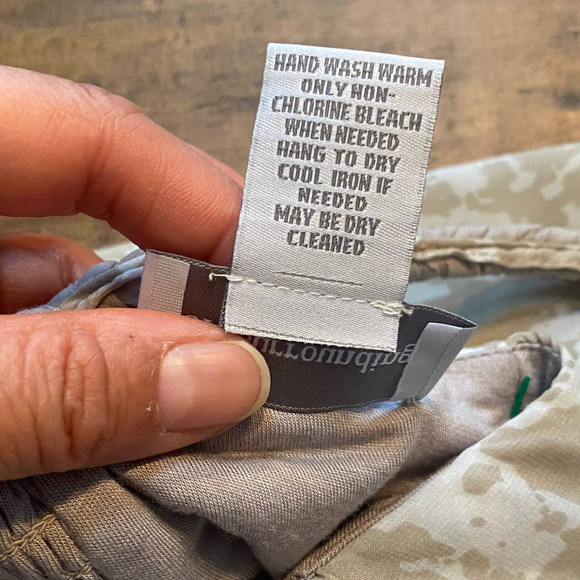 HAND WASH WARM
ONLY NON-
CHLORINE BLEACH
WHEN NEEDED
HANG TO DRY
COOL IRON IF
NEEDED
MAY BE DRY
CLEANED